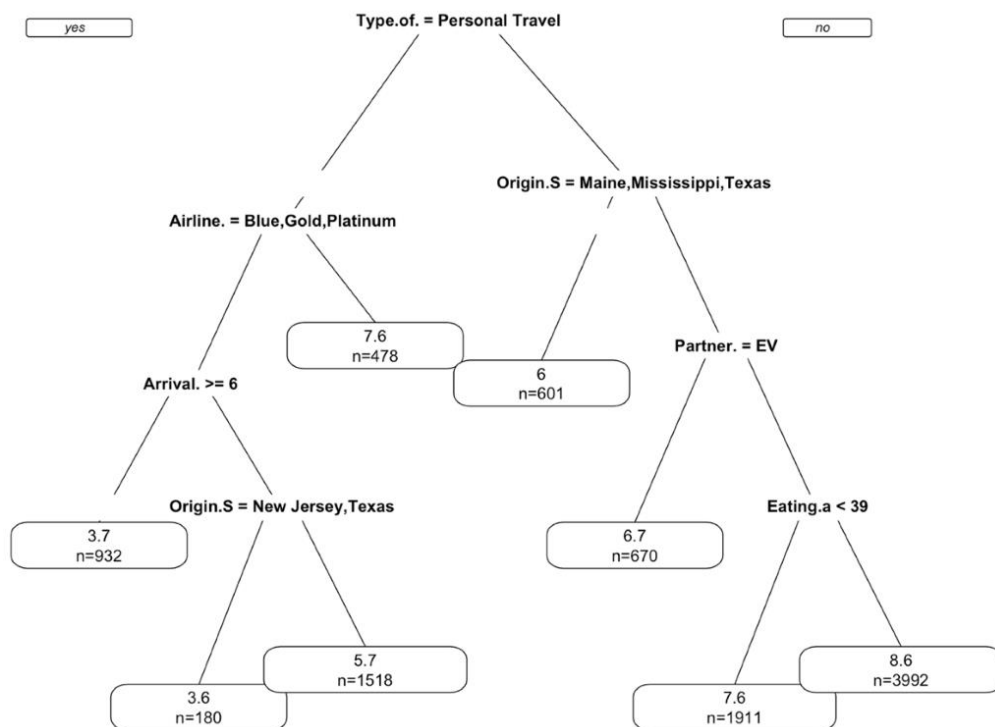 Type.of. = Personal Travel
yes
no
Origin.S = Maine,Mississippi,Texas
Airline. = Blue,Gold,Platinum
7.6
n=478
Partner. = EV
6
n=601
Arrival. >= 6
Origin.S = New Jersey,Texas
Eating.a < 39
3.7
n=932
6.7
n=670
5.7
n=1518
8.6
n=3992
3.6
n=180
7.6
n=1911